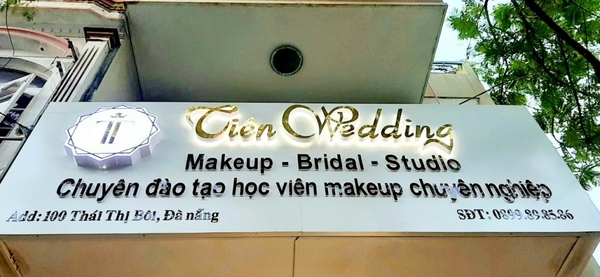 Tiên Wedding
Makeup - Bridal - Studio
Chuyên đào tạo học viên makeup chuyên nghiệp
Add: 100 Thái Thị Bôi, Đà nẵng
SĐT: 0899.89.85.86